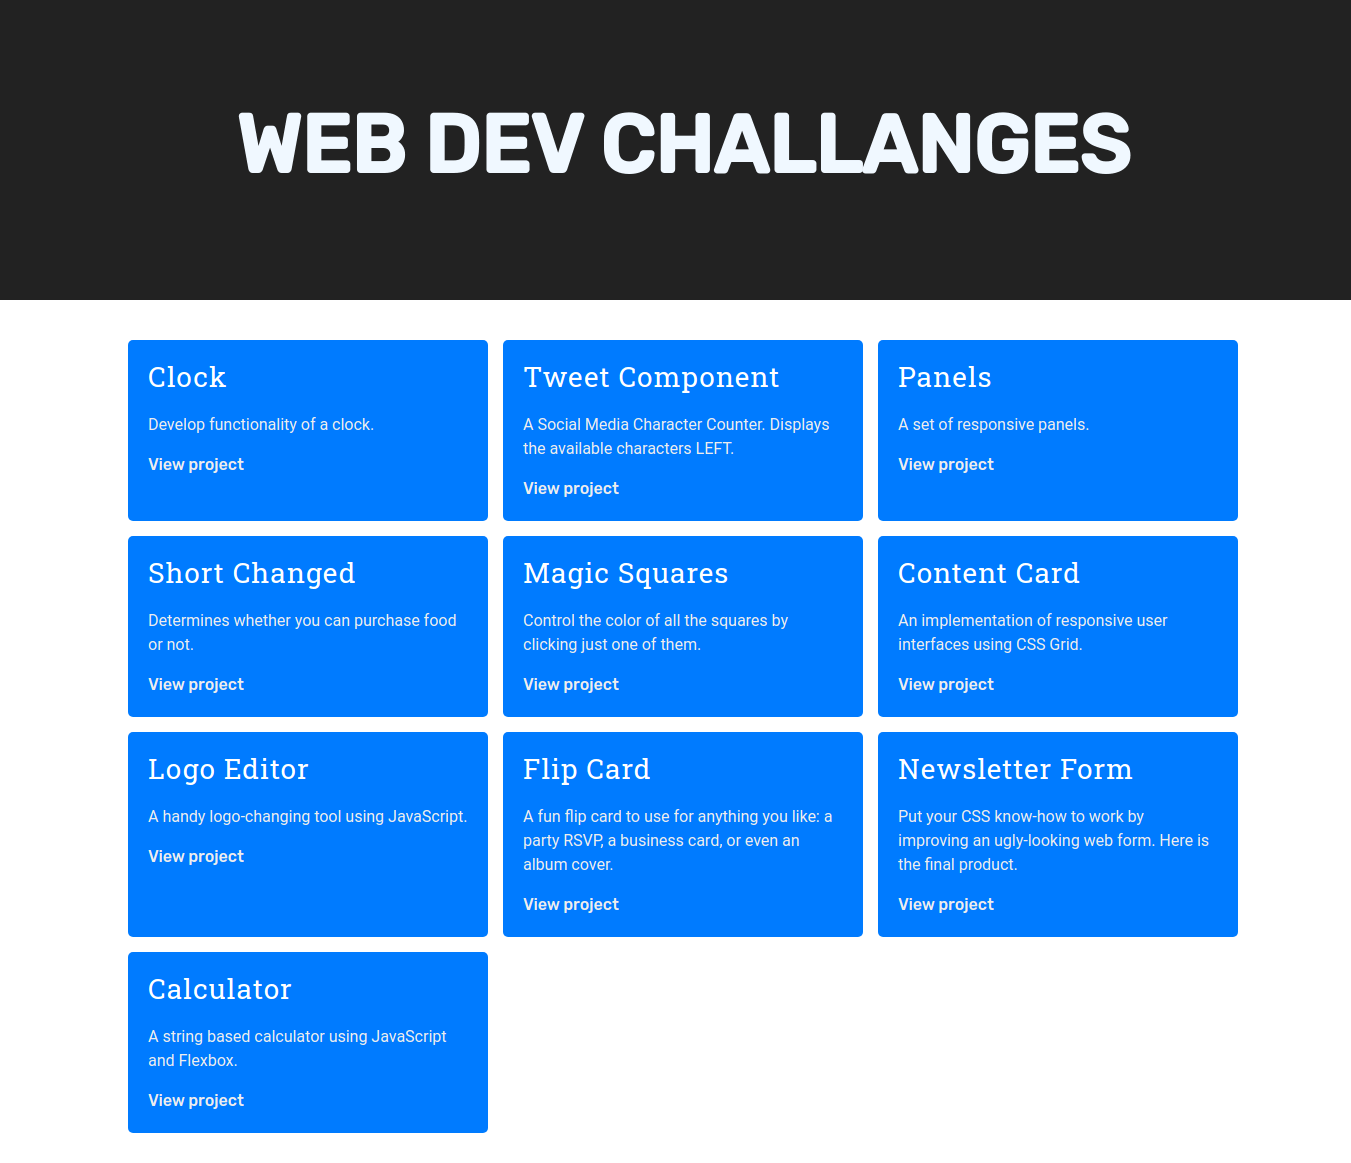 WEB DEV CHALLANGES
Clock
Develop functionality of a clock.
View project
Tweet Component
A Social Media Character Counter. Displays
the available characters LEFT.
View project
Panels
A set of responsive panels.
View project
Short Changed
Determines whether you can purchase food
or not.
View project
Magic Squares
Control the color of all the squares by
clicking just one of them.
View project
Content Card
An implementation of responsive user
interfaces using CSS Grid.
View project
Logo Editor
A handy logo-changing tool using JavaScript.
View project
Flip Card
A fun flip card to use for anything you like: a
party RSVP, a business card, or even an
album cover.
View project
Newsletter Form
Put your CSS know-how to work by
improving an ugly-looking web form. Here is
the final product.
View project
Calculator
A string based calculator using JavaScript
and Flexbox.
View project